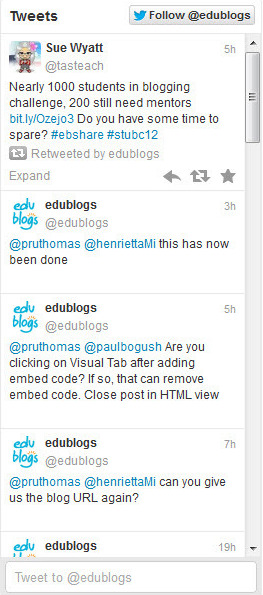 Tweets
Follow @edublogs
Sue Wyatt 5h
@tasteach
Nearly 1000 students in blogging
challenge, 200 still need mentors
bit.ly/Ozejo3 Do you have some time to
spare? #ebshare #stubc12
Retweeted by edublogs
Expand
edu
blogs
edublogs 3h
@edublogs
@pruthomas @henriettaMi this has now
been done
edu
blogs
edublogs 5h
@edublogs
@pruthomas @paulbogush Are you
clicking on Visual Tab after adding
embed code? If so, that can remove
embed code. Close post in HTML view
edu
blogs
edublogs 7h
@edublogs
@pruthomas @henriettaMi can you give
us the blog URL again?
edu
edublogs 19h
Tweet to @edublogs